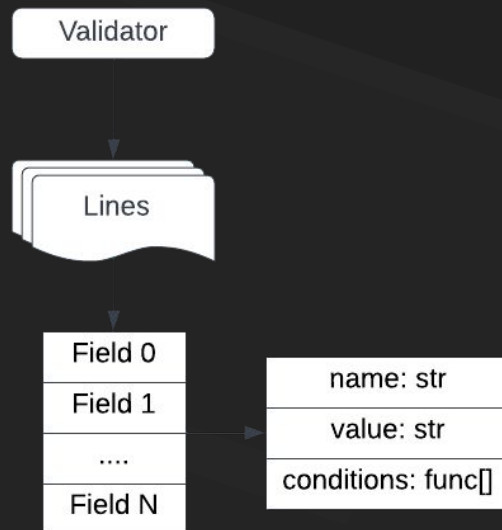 Validator
Lines
Field 0
Field 1
....
Field N
name: str
value: str
conditions: func[]